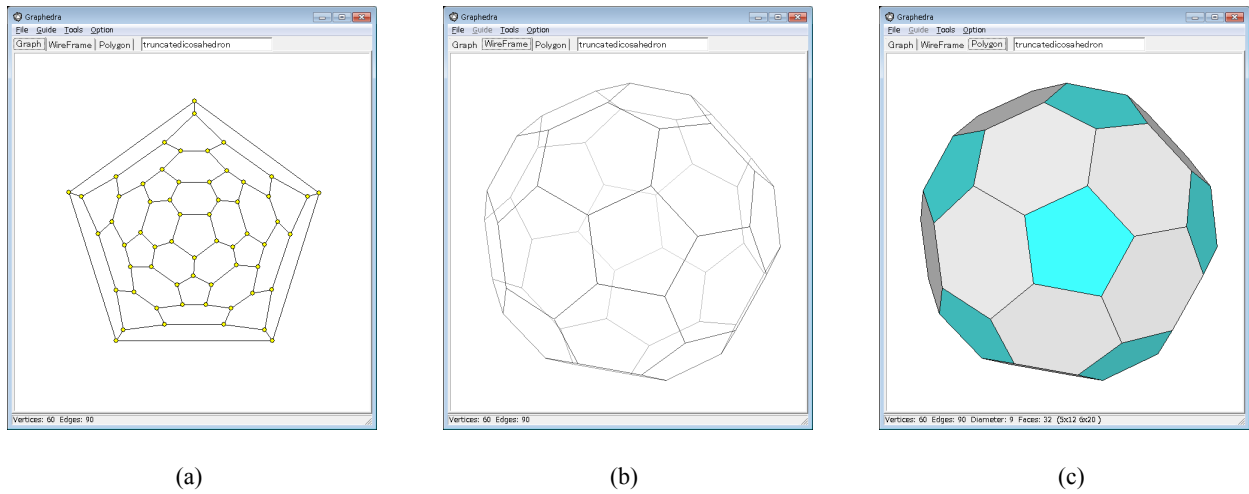 Graphedra
File Guide Tools Option
Graph WireFrame Polygon truncatedicosahedron
Vertices: 60 Edges: 90
(a)
Graphedra
File Guide Tools Option
Graph WireFrame Polygon truncatedicosahedron
Vertices: 60 Edges: 90
(b)
Graphedra
File Guide Tools Option
Graph WireFrame Polygon truncatedicosahedron
Vertices: 60 Edges: 90 Diameter: 9 Faces: 32 (5x12 6x20 )
(c)